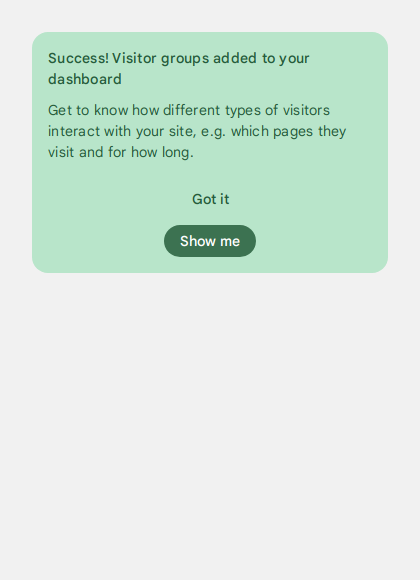 Success! Visitor groups added to your
dashboard
Get to know how different types of visitors
interact with your site, e.g. which pages they
visit and for how long.
Got it
Show me